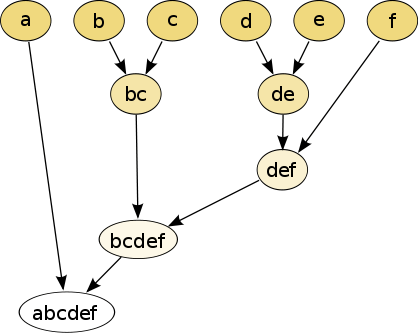 a b c d e f
bc de
def
bcdef
abcdef